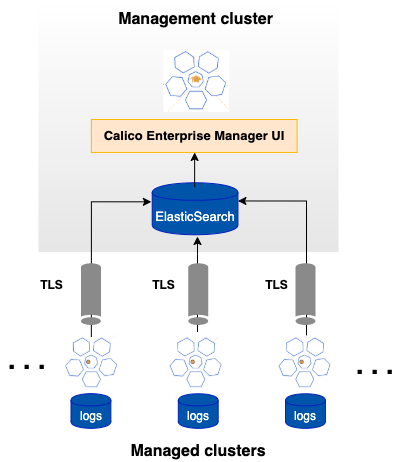 Management cluster
Calico Enterprise Manager UI
ElasticSearch
TLS
TLS
TLS
. . .
. . .
logs
logs
logs
Managed clusters